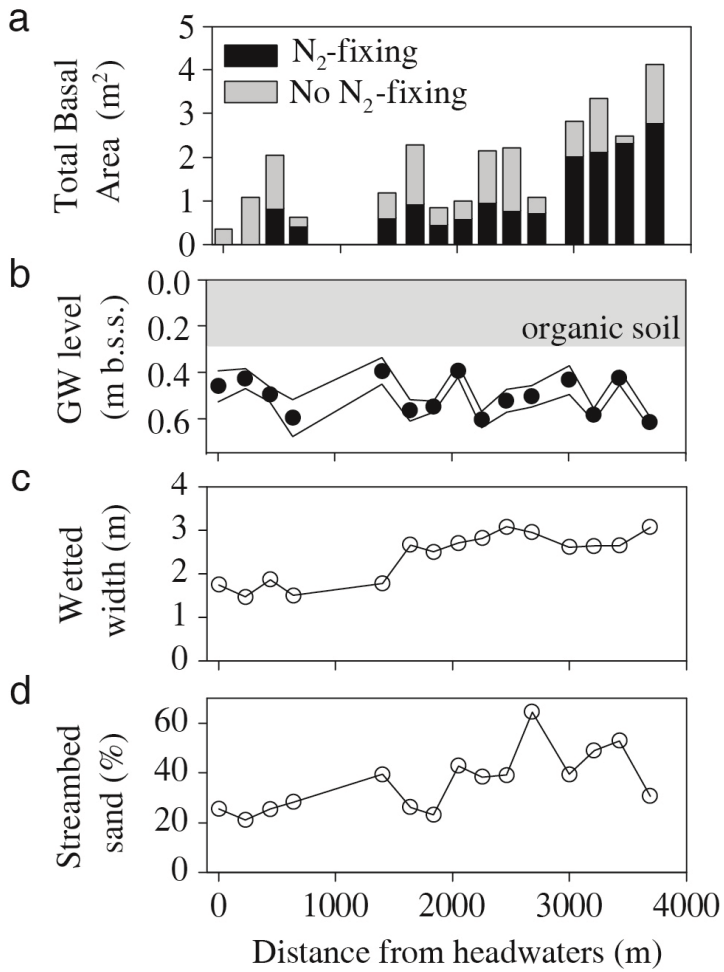 a
Total Basal
Area (m²)
5
4
3
2
1
0
N₂-fixing
No N₂-fixing
b
GW level
(m b.s.s.)
0.0
0.2
0.4
0.6
organic soil
c
Wetted
width (m)
4
3
2
1
0
d
Streambed
sand (%)
60
40
20
0
0 1000 2000 3000 4000
Distance from headwaters (m)